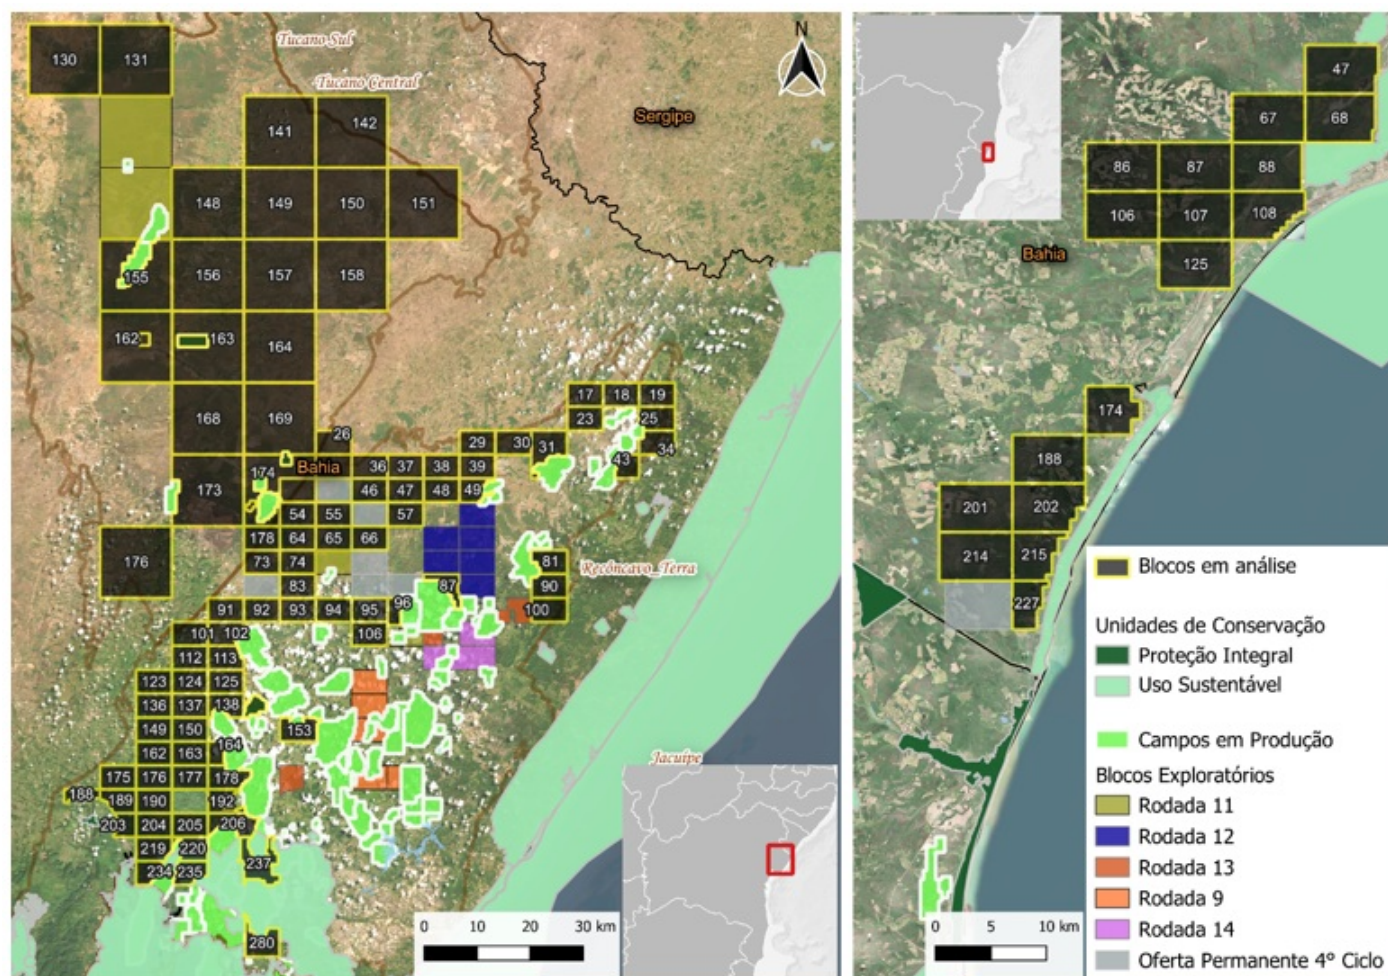 Tucano Sul
Tucano Central
Sergipe
N
130 131
141 142
148 149 150 151
155 156 157 158
162 163 164
168 169
26
173 174 Bahia
176
17 18 19
23 25
29 30 31 34
36 37 38 39 43
46 47 48 49
54 55 57
178 64 65 66
73 74 81
83 87 90
91 92 93 94 95 96 100
101 102 106
112 113
123 124 125
136 137 138
149 150 153
162 163 164
175 176 177 178
188 189 190 192
203 204 205 206
219 220 237
234 235
280
Recôncavo_Terra
Jacuípe
0 10 20 30 km
47
67 68
86 87 88
106 107 108
Bahia
125
174
188
201 202
214 215
227
0 5 10 km
Blocos em análise
Unidades de Conservação
Proteção Integral
Uso Sustentável
Campos em Produção
Blocos Exploratórios
Rodada 11
Rodada 12
Rodada 13
Rodada 9
Rodada 14
Oferta Permanente 4° Ciclo